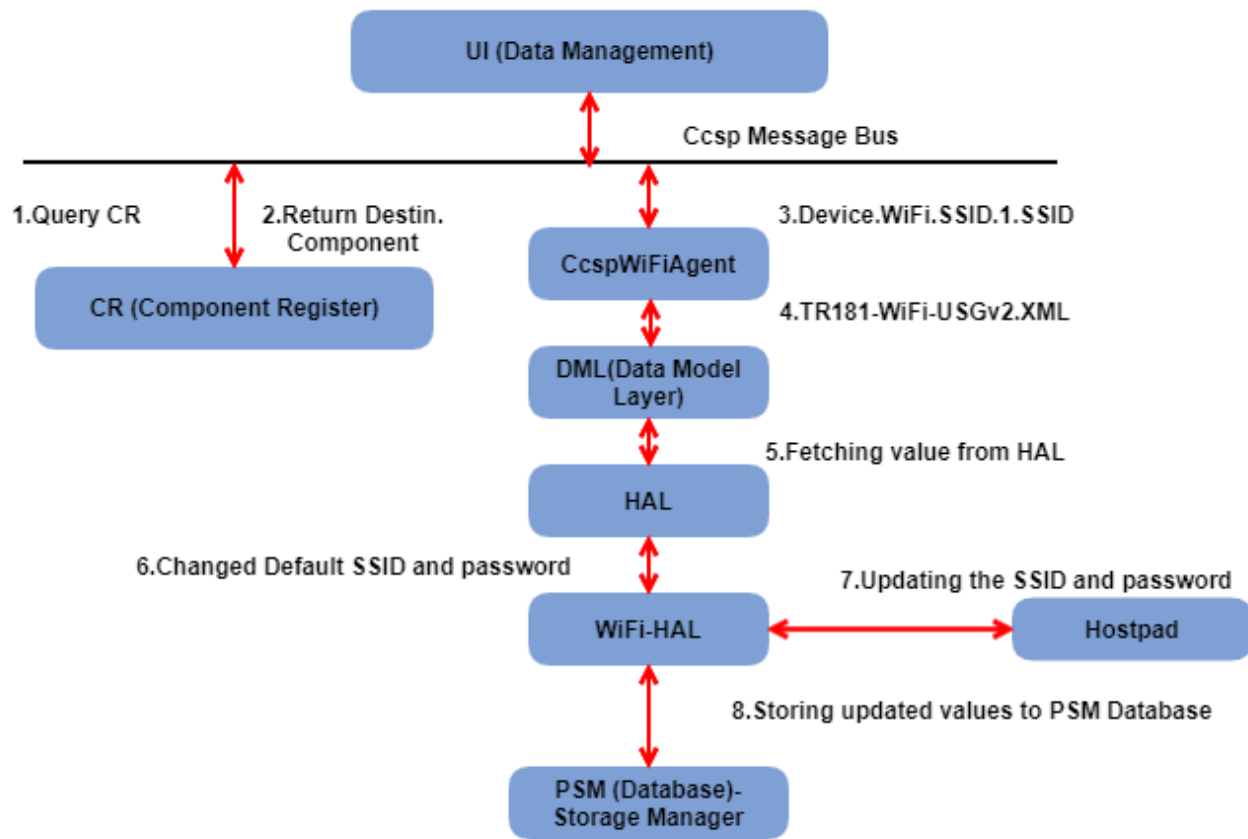 UI (Data Management)
Ccsp Message Bus
1.Query CR
2.Return Destin.
Component
3.Device.WiFi.SSID.1.SSID
CcspWiFiAgent
CR (Component Register)
4.TR181-WiFi-USGv2.XML
DML(Data Model
Layer)
5.Fetching value from HAL
HAL
6.Changed Default SSID and password
7.Updating the SSID and password
WiFi-HAL
Hostpad
8.Storing updated values to PSM Database
PSM (Database)-
Storage Manager